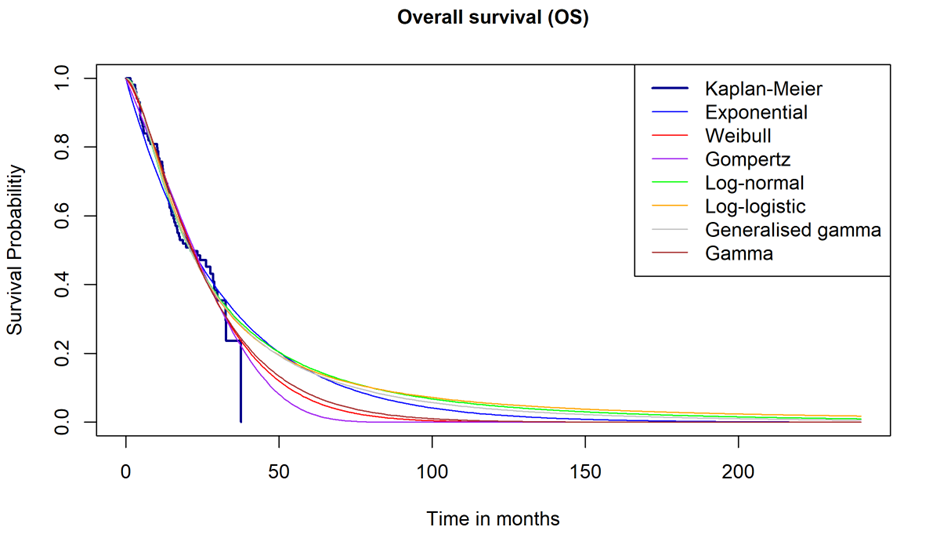 Overall survival (OS)
Survival Probability
1.0
0.8
0.6
0.4
0.2
0.0
Kaplan-Meier
Exponential
Weibull
Gompertz
Log-normal
Log-logistic
Generalised gamma
Gamma
0 50 100 150 200
Time in months